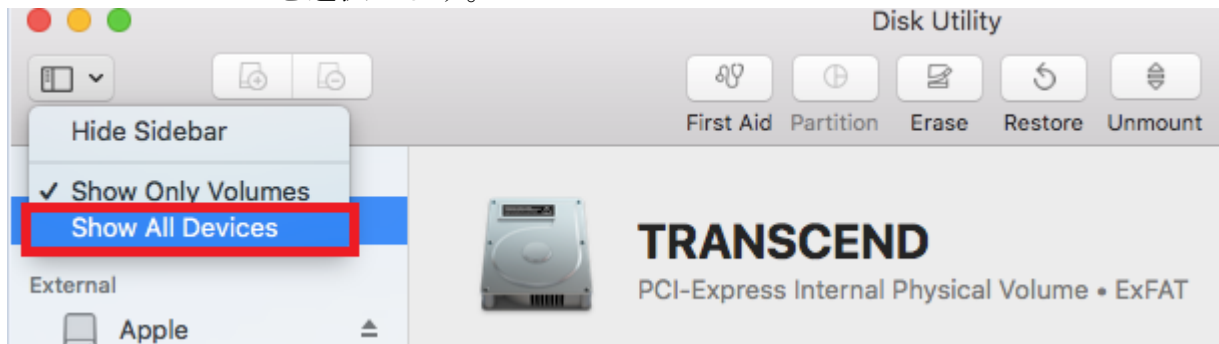 Disk Utility
First Aid Partition Erase Restore Unmount
Hide Sidebar
✓ Show Only Volumes
Show All Devices
External
Apple
TRANSCEND
PCI-Express Internal Physical Volume • ExFAT